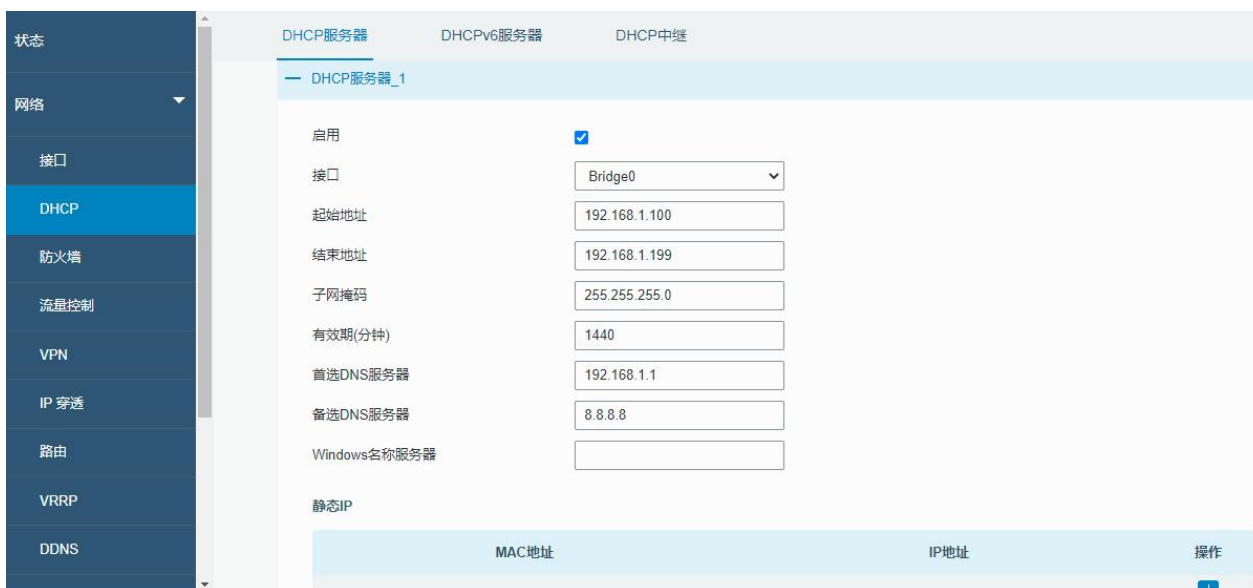 状态
网络
接口
DHCP
防火墙
流量控制
VPN
IP 穿透
路由
VRRP
DDNS
DHCP服务器 DHCPv6服务器 DHCP中继
— DHCP服务器_1
启用
接口 Bridge0
起始地址 192.168.1.100
结束地址 192.168.1.199
子网掩码 255.255.255.0
有效期(分钟) 1440
首选DNS服务器 192.168.1.1
备选DNS服务器 8.8.8.8
Windows名称服务器
静态IP
MAC地址 IP地址 操作
+